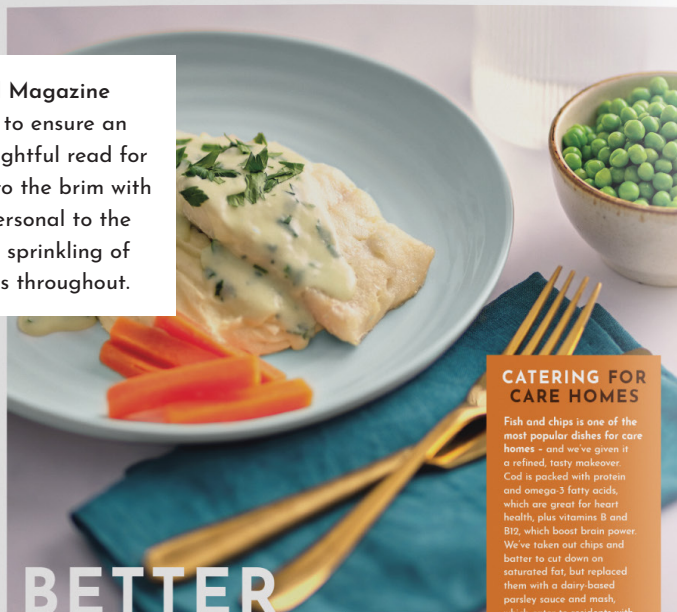 Magazine
to ensure an
ghtful read for
o the brim with
ersonal to the
sprinkling of
s throughout.
CATERING FOR
CARE HOMES
Fish and chips is one of the
most popular dishes for care
homes – and we've given it
a refined, tasty makeover.
Cod is packed with protein
and omega-3 fatty acids,
which are great for heart
health, plus vitamins B and
B12, which boost brain power.
We've taken out chips and
batter to cut down on
saturated fat, but replaced
them with a dairy-based
parsley sauce and mash,
BETTER